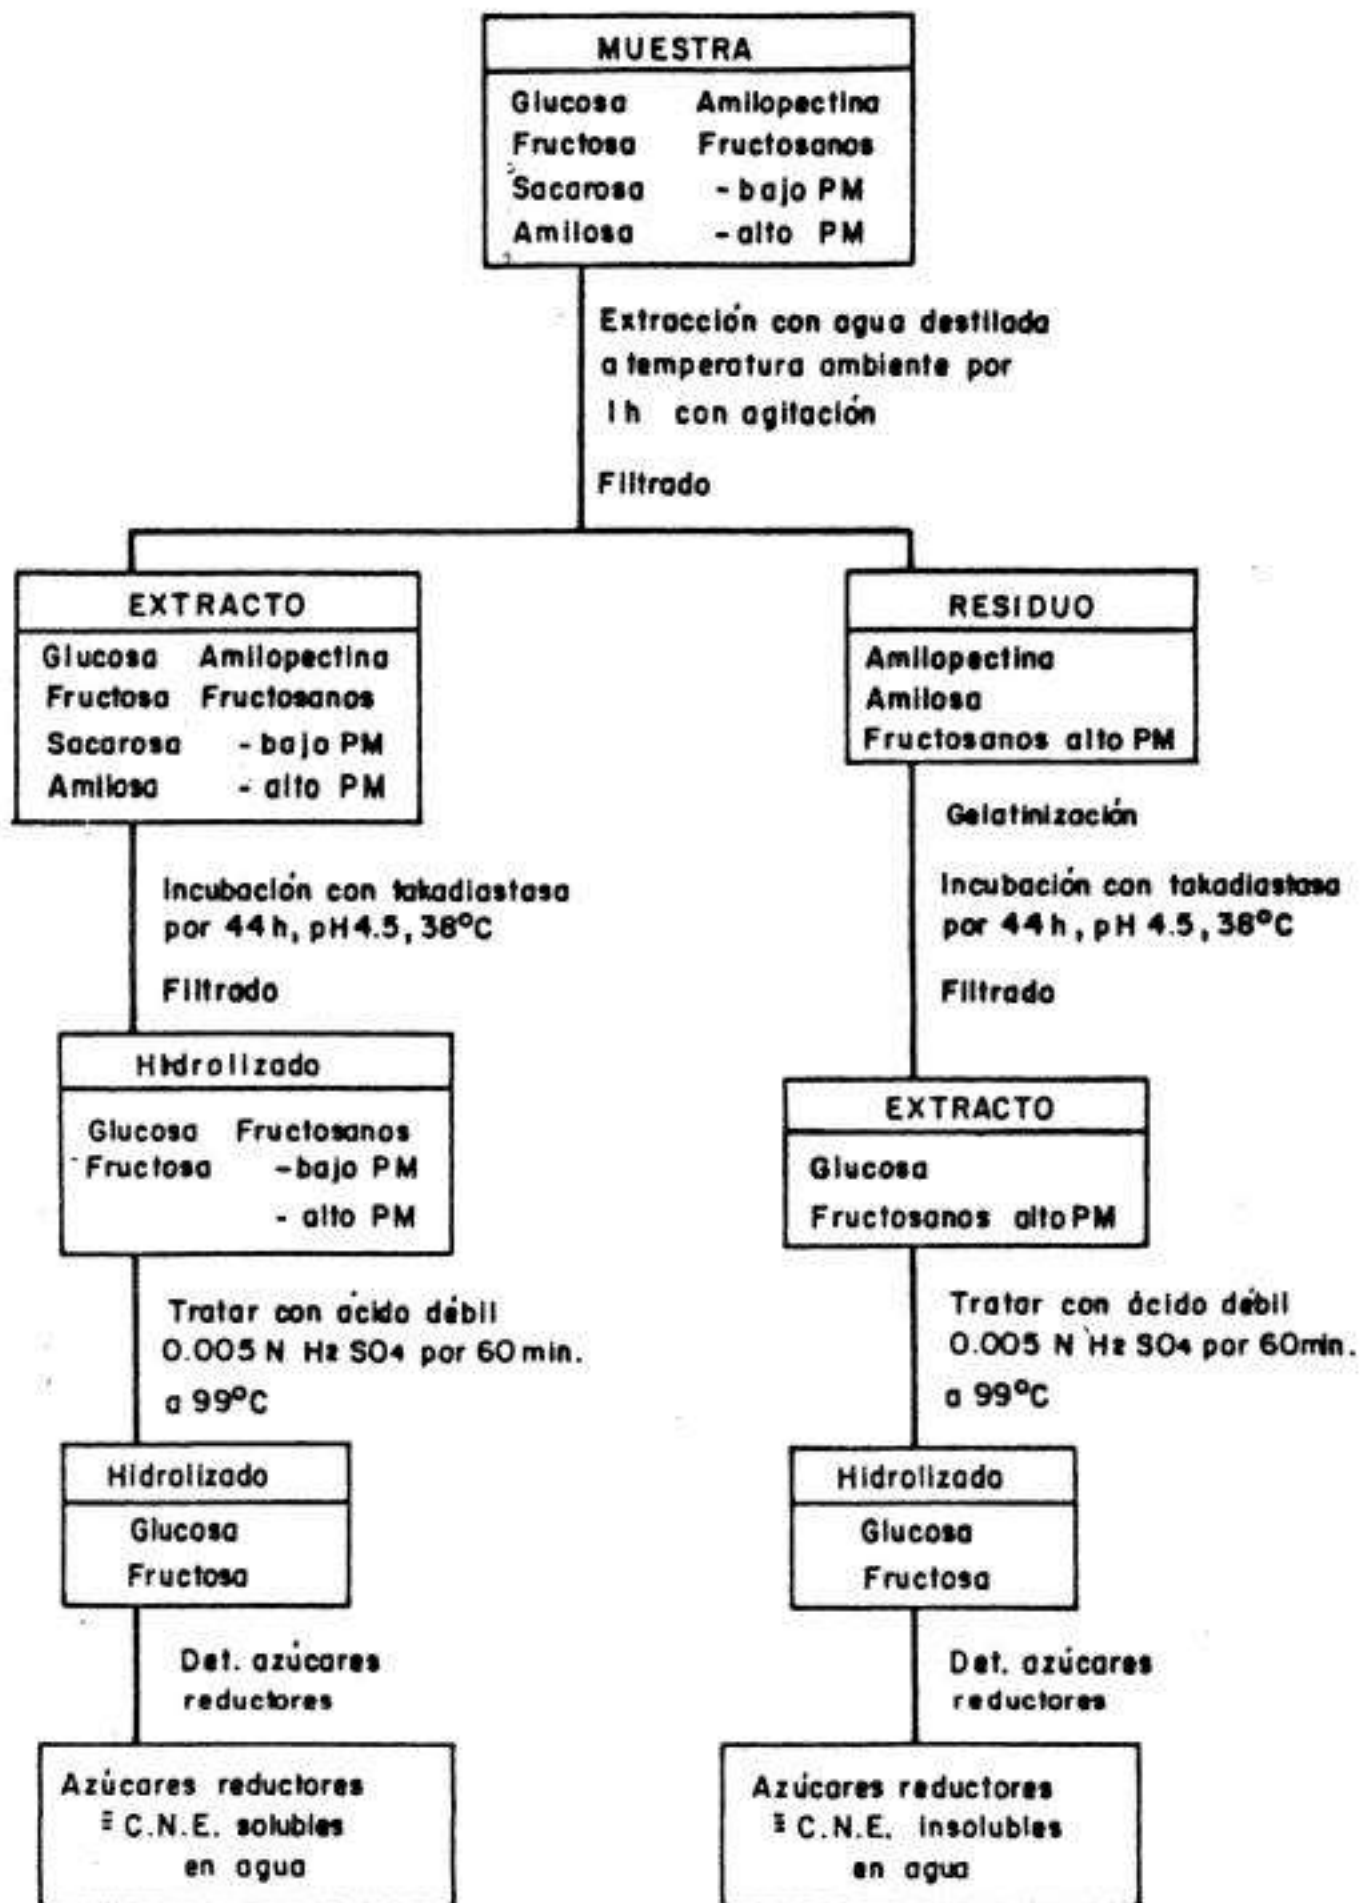 MUESTRA
Glucosa Amilopectina
Fructosa Fructosanos
Sacarosa - bajo PM
Amilosa - alto PM
Extracción con agua destilada
a temperatura ambiente por
1 h con agitación
Filtrado
EXTRACTO
Glucosa Amilopectina
Fructosa Fructosanos
Sacarosa - bajo PM
Amilosa - alto PM
Incubación con takadiastasa
por 44 h, pH 4.5, 38°C
Filtrado
Hidrolizado
Glucosa Fructosanos
Fructosa - bajo PM
- alto PM
Tratar con ácido débil
0.005 N H2 SO4 por 60 min.
a 99°C
Hidrolizado
Glucosa
Fructosa
Det. azúcares
reductores
Azúcares reductores
≡ C.N.E. solubles
en agua
RESIDUO
Amilopectina
Amilosa
Fructosanos alto PM
Gelatinización
Incubación con takadiastasa
por 44 h, pH 4.5, 38°C
Filtrado
EXTRACTO
Glucosa
Fructosanos alto PM
Tratar con ácido débil
0.005 N H2 SO4 por 60 min.
a 99°C
Hidrolizado
Glucosa
Fructosa
Det. azúcares
reductores
Azúcares reductores
≡ C.N.E. insolubles
en agua